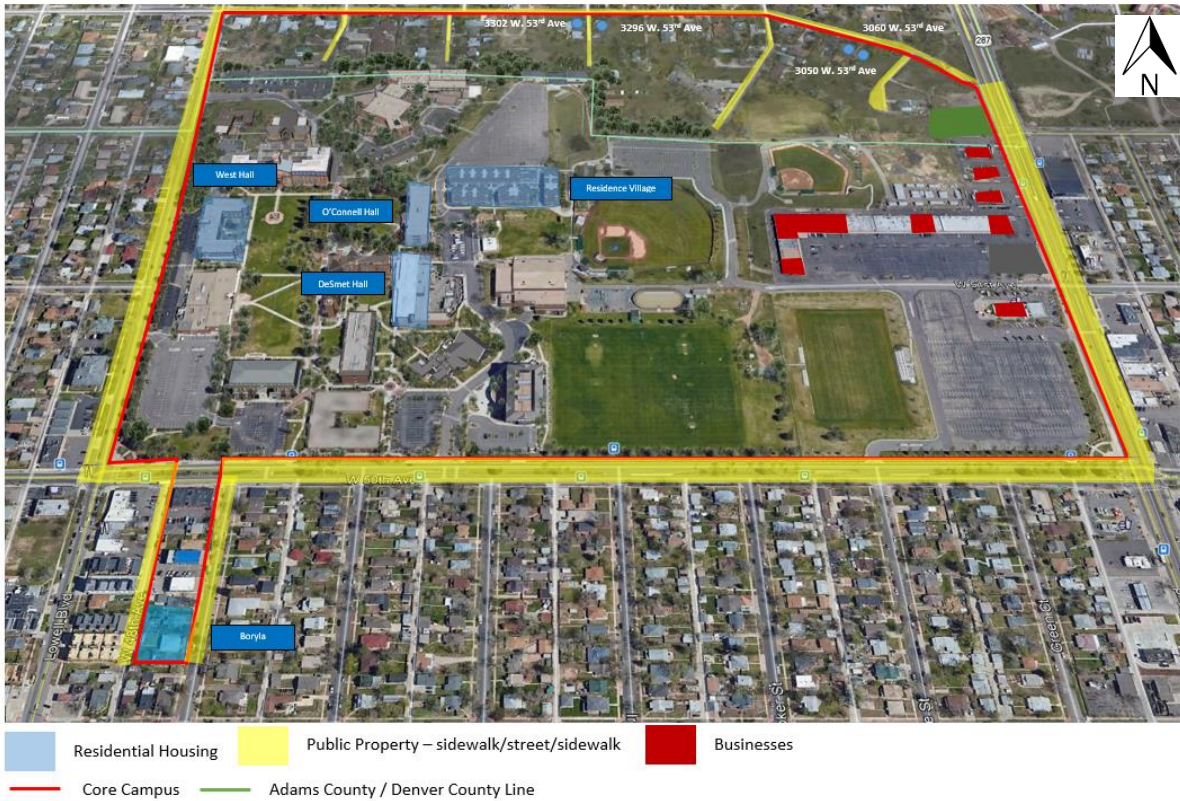 3302 W. 53rd Ave
3296 W. 53rd Ave
3060 W. 53rd Ave
287
3050 W. 53rd Ave
N
West Hall
Residence Village
O'Connell Hall
DeSmet Hall
W 50th Ave
Lowell Blvd
Boryla
Green Ct
Residential Housing
Public Property – sidewalk/street/sidewalk
Businesses
Core Campus
Adams County / Denver County Line